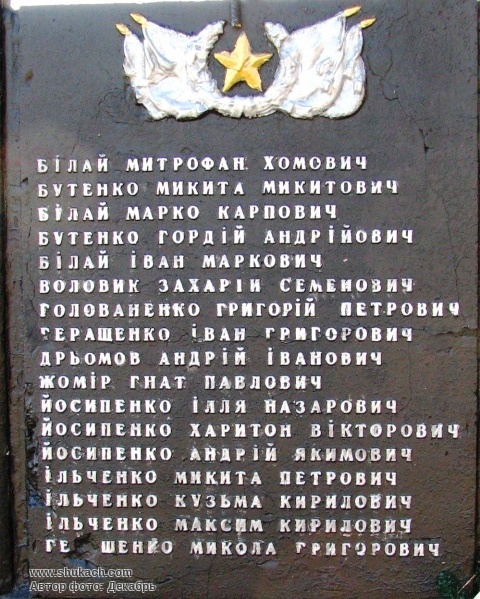 БІЛАЙ МИТРОФАН ХОМОВИЧ
БУТЕНКО МИКИТА МИКИТОВИЧ
БІЛАЙ МАРКО КАРПОВИЧ
БУТЕНКО ГОРДІЙ АНДРІЙОВИЧ
БІЛАЙ ІВАН МАРКОВИЧ
ВОЛОВИК ЗАХАРІЙ СЕМЕНОВИЧ
ГОЛОВАНЕНКО ГРИГОРІЙ ПЕТРОВИЧ
ГЕРАЩЕНКО ІВАН ГРИГОРОВИЧ
ДРЬОМОВ АНДРІЙ ІВАНОВИЧ
ЖОМІР ГНАТ ПАВЛОВИЧ
ЙОСИПЕНКО ІЛЛЯ НАЗАРОВИЧ
ЙОСИПЕНКО ХАРИТОН ВІКТОРОВИЧ
ЙОСИПЕНКО АНДРІЙ ЯКИМОВИЧ
ІЛЬЧЕНКО МИКИТА ПЕТРОВИЧ
ІЛЬЧЕНКО КУЗЬМА КИРИЛОВИЧ
ІЛЬЧЕНКО МАКСИМ КИРИЛОВИЧ
МИКОЛА ГРИГОРОВИЧ
www.shukach.com
Автор фото: Декабрь